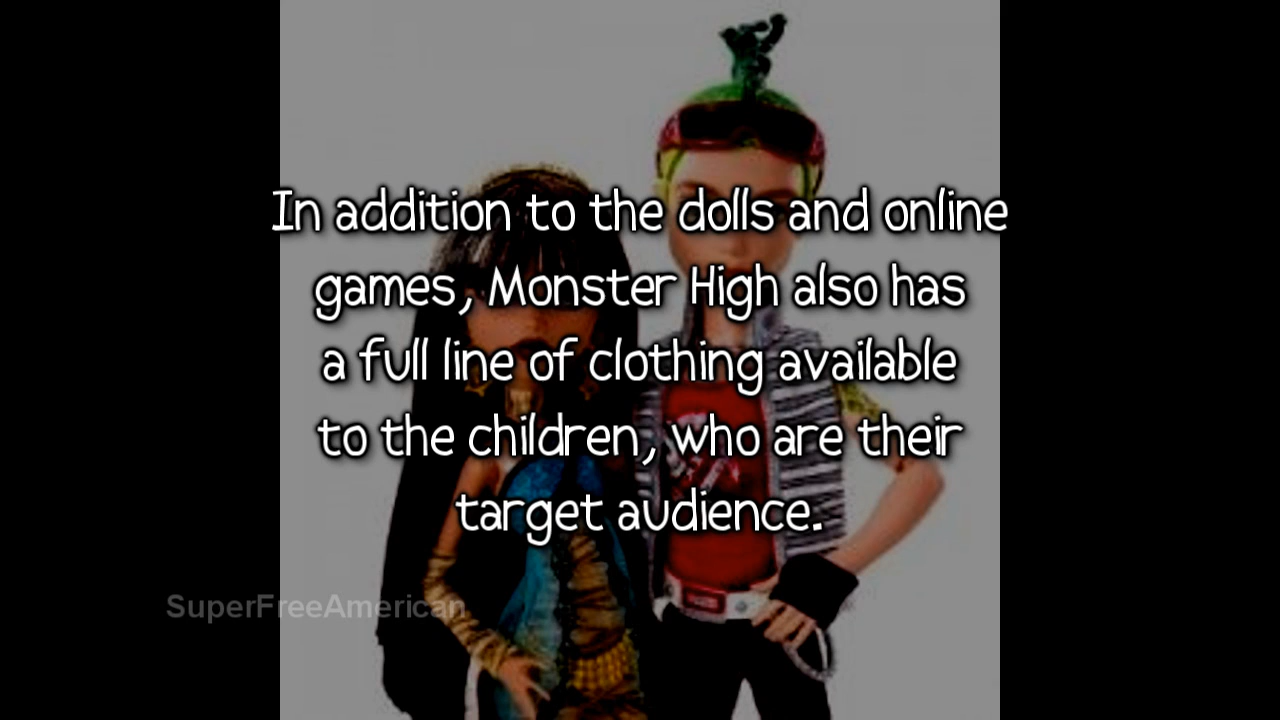 In addition to the dolls and online
games, Monster High also has
a full line of clothing available
to the children, who are their
target audience.
SuperFreeAmerican